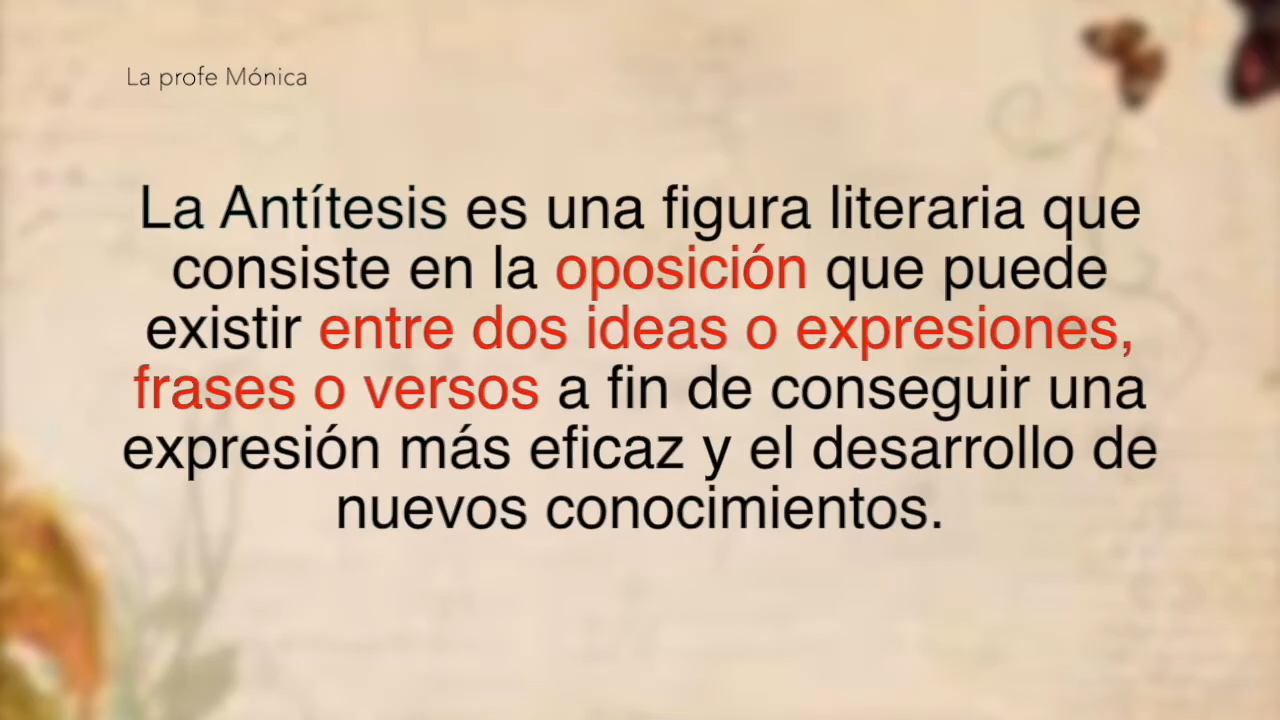 La profe Mónica
La Antítesis es una figura literaria que
consiste en la oposición que puede
existir entre dos ideas o expresiones,
frases o versos a fin de conseguir una
expresión más eficaz y el desarrollo de
nuevos conocimientos.